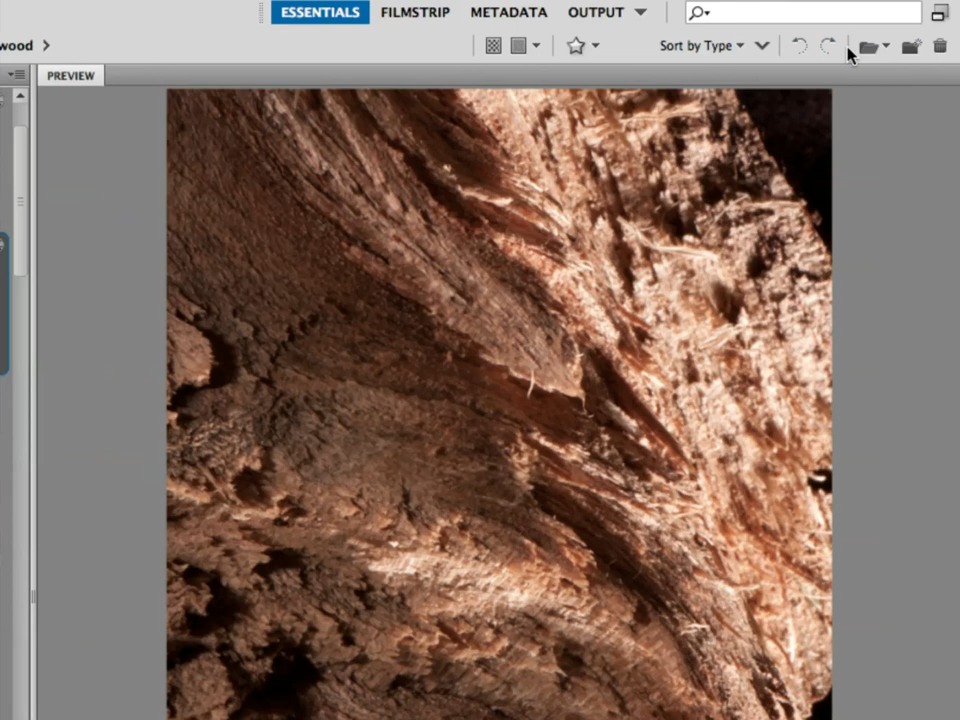 ESSENTIALS FILMSTRIP METADATA OUTPUT
wood Sort by Type
PREVIEW